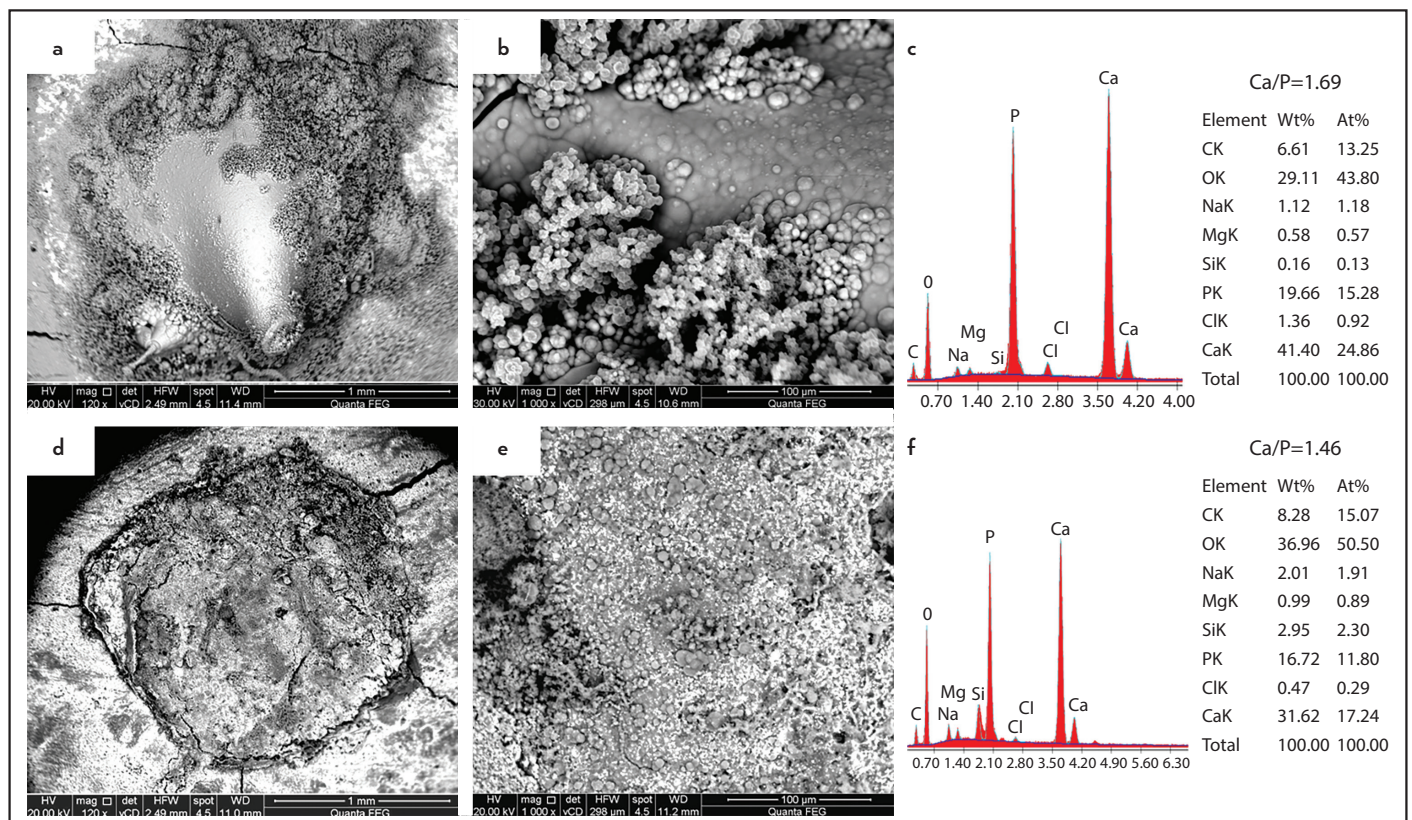 a
HV mag □ det HFW spot WD 1 mm
20.00 kV 120 x vCD 2.49 mm 4.5 11.4 mm Quanta FEG
b
HV mag □ det HFW spot WD 100 µm
30.00 kV 1 000 x vCD 298 µm 4.5 10.6 mm Quanta FEG
c
Ca/P=1.69
Ca
P
0
C
Na
Mg
Si
Cl
Cl
Ca
0.70 1.40 2.10 2.80 3.50 4.20 4.00
Element Wt% At%
CK 6.61 13.25
OK 29.11 43.80
NaK 1.12 1.18
MgK 0.58 0.57
SiK 0.16 0.13
PK 19.66 15.28
ClK 1.36 0.92
CaK 41.40 24.86
Total 100.00 100.00
d
HV mag □ det HFW spot WD 1 mm
20.00 kV 120 x vCD 2.49 mm 4.5 11.0 mm Quanta FEG
e
HV mag □ det HFW spot WD 100 µm
20.00 kV 1 000 x vCD 298 µm 4.5 11.2 mm Quanta FEG
f
Ca/P=1.46
Ca
P
0
C
Mg
Na
Si
Cl
Cl
Ca
0.70 1.40 2.10 2.80 3.50 4.20 4.90 5.60 6.30
Element Wt% At%
CK 8.28 15.07
OK 36.96 50.50
NaK 2.01 1.91
MgK 0.99 0.89
SiK 2.95 2.30
PK 16.72 11.80
ClK 0.47 0.29
CaK 31.62 17.24
Total 100.00 100.00